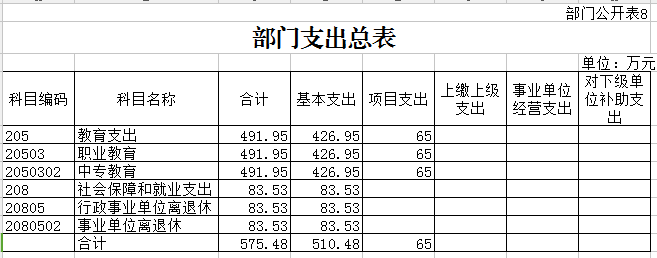 部门公开表8
部门支出总表
单位：万元
科目编码 科目名称 合计 基本支出 项目支出 上缴上级支出 事业单位经营支出 对下级单位补助支出
205 教育支出 491.95 426.95 65
20503 职业教育 491.95 426.95 65
2050302 中专教育 491.95 426.95 65
208 社会保障和就业支出 83.53 83.53
20805 行政事业单位离退休 83.53 83.53
2080502 事业单位离退休 83.53 83.53
合计 575.48 510.48 65